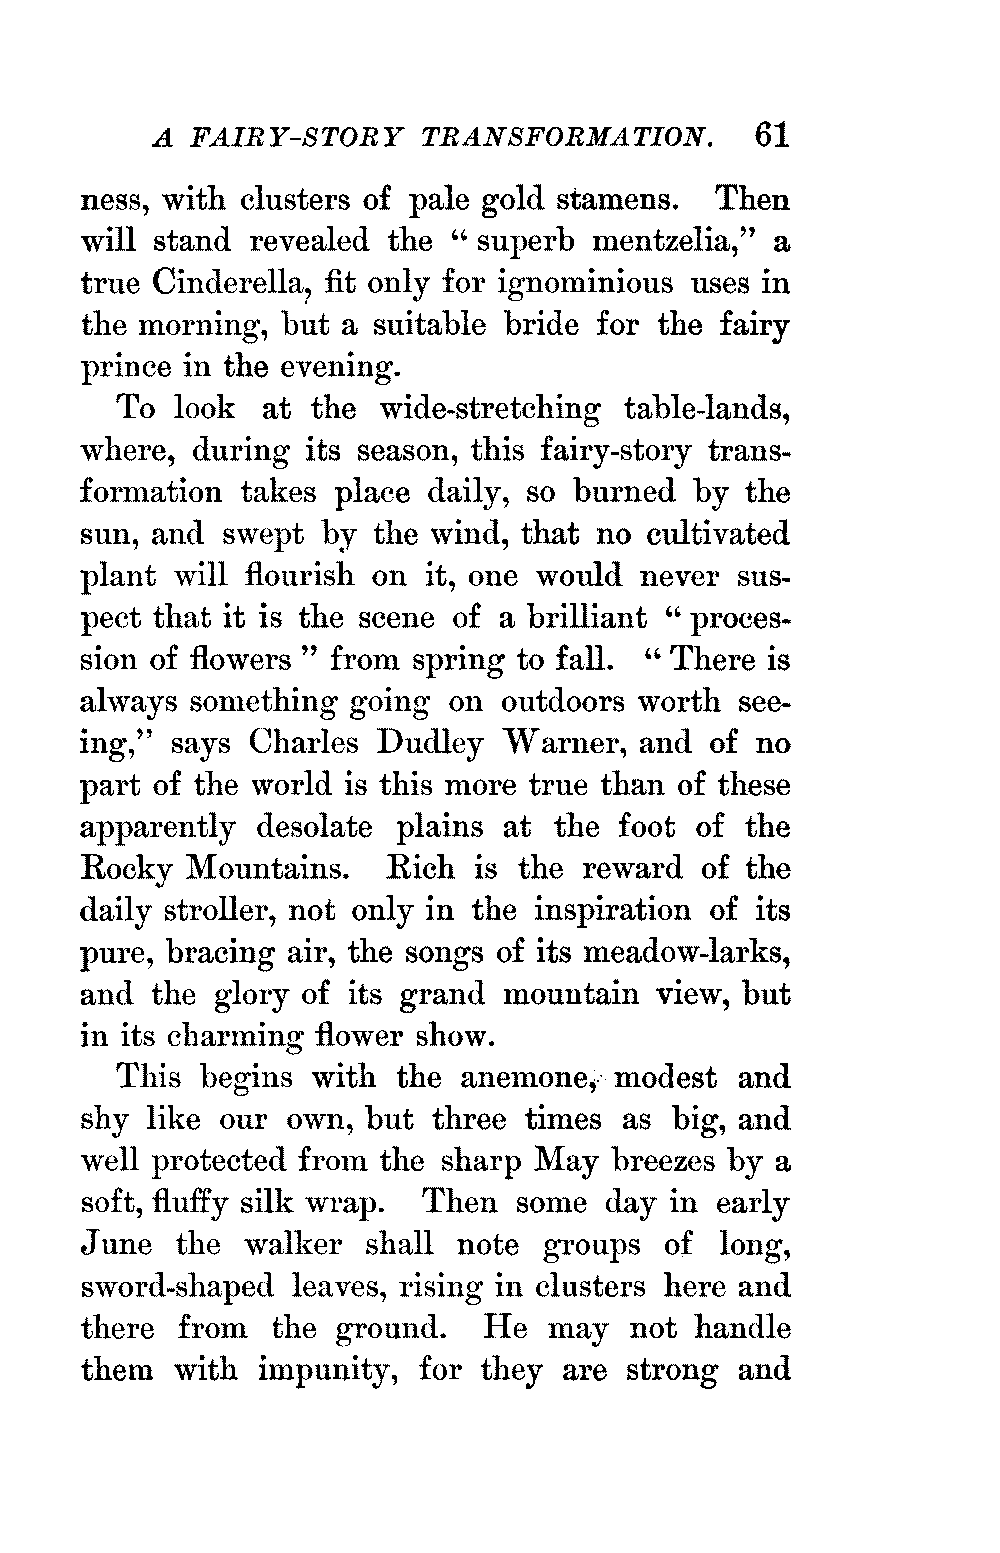 A FAIRY-STORY TRANSFORMATION. 61
ness, with clusters of pale gold stamens. Then
will stand revealed the “ superb mentzelia,” a
true Cinderella, fit only for ignominious uses in
the morning, but a suitable bride for the fairy
prince in the evening.
To look at the wide-stretching table-lands,
where, during its season, this fairy-story trans-
formation takes place daily, so burned by the
sun, and swept by the wind, that no cultivated
plant will flourish on it, one would never sus-
pect that it is the scene of a brilliant “ proces-
sion of flowers ” from spring to fall. “ There is
always something going on outdoors worth see-
ing,” says Charles Dudley Warner, and of no
part of the world is this more true than of these
apparently desolate plains at the foot of the
Rocky Mountains. Rich is the reward of the
daily stroller, not only in the inspiration of its
pure, bracing air, the songs of its meadow-larks,
and the glory of its grand mountain view, but
in its charming flower show.
This begins with the anemone, modest and
shy like our own, but three times as big, and
well protected from the sharp May breezes by a
soft, fluffy silk wrap. Then some day in early
June the walker shall note groups of long,
sword-shaped leaves, rising in clusters here and
there from the ground. He may not handle
them with impunity, for they are strong and